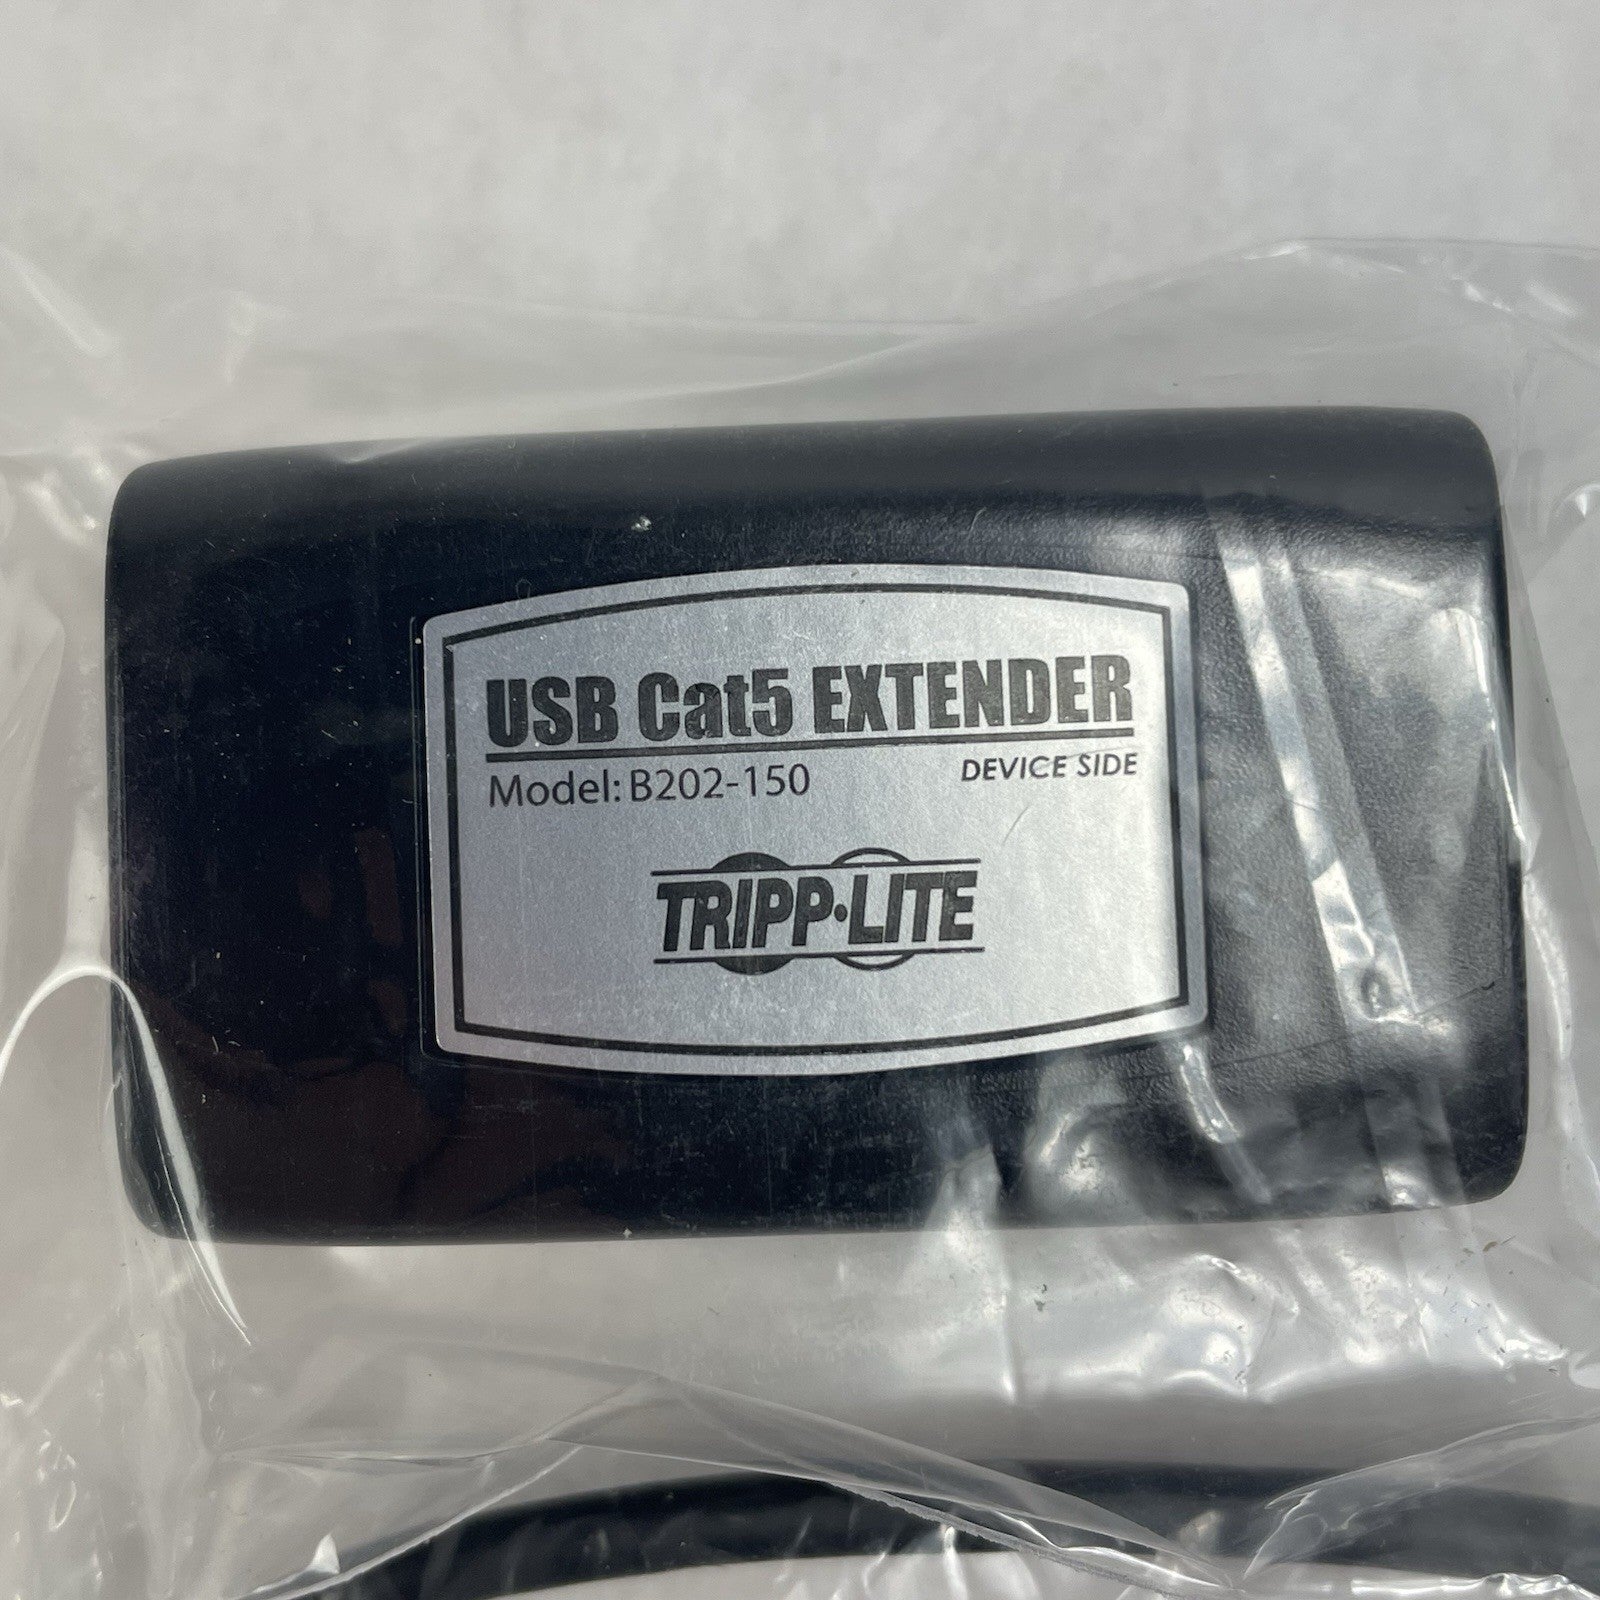 USB Cat5 EXTENDER
Model: B202-150
DEVICE SIDE
TRIPP·LITE